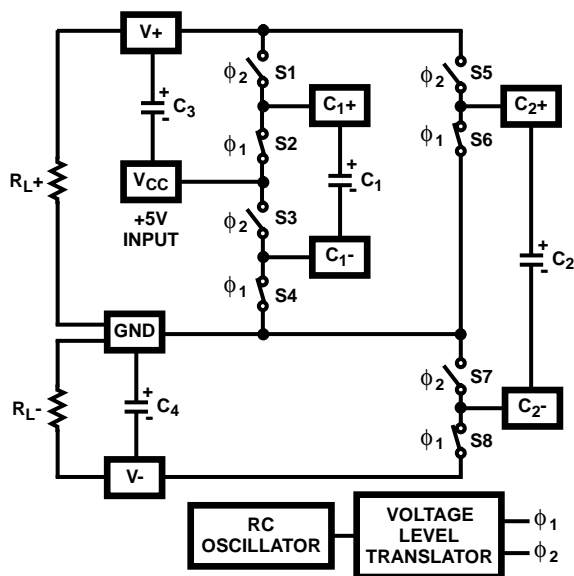 V+
S1
S5
ϕ2
ϕ2
+
-
C3
C1+
C2+
S2
S6
ϕ1
ϕ1
RL+
VCC
+
-
C1
+5V
INPUT
S3
ϕ2
C1-
+
-
C2
ϕ1
S4
GND
S7
RL-
+
-
C4
ϕ2
C2-
ϕ1
S8
V-
RC
OSCILLATOR
VOLTAGE
LEVEL
TRANSLATOR
ϕ1
ϕ2